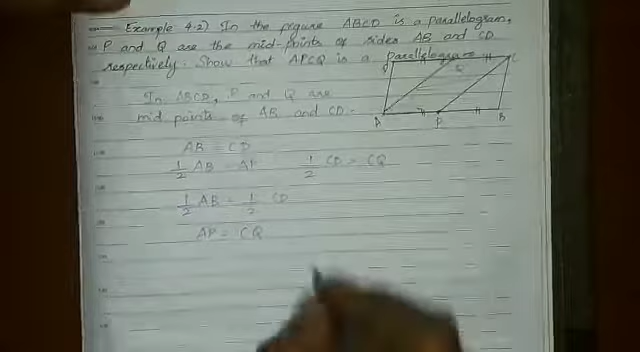 Example 4.2) In the figure ABCD is a parallelogram,
P and Q are the mid-points of sides AB and CD
respectively. Show that APCQ is a parallelogram
Q
In ABCD, P and Q are
mid points of AB and CD.
A P B
AB = CD
1/2 AB = AP 1/2 CD = CQ
1/2 AB = 1/2 CD
AP = CQ